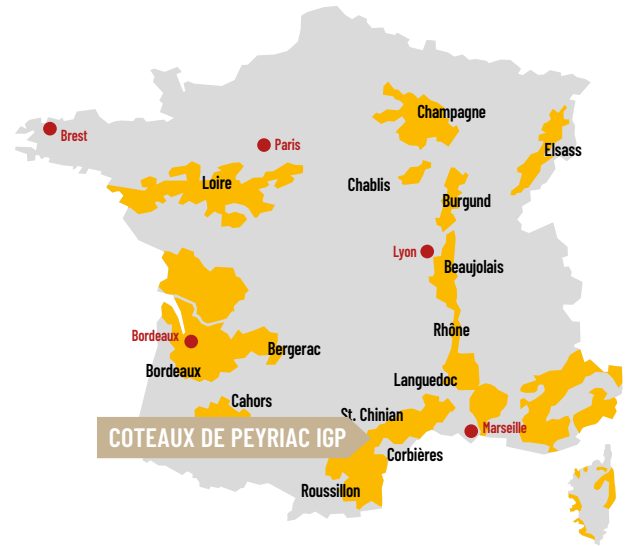 Champagne
Brest
Paris
Elsass
Loire
Chablis
Burgund
Lyon
Beaujolais
Rhône
Bordeaux
Bergerac
Bordeaux
Languedoc
Cahors
St. Chinian
Marseille
COTEAUX DE PEYRIAC IGP
Corbières
Roussillon